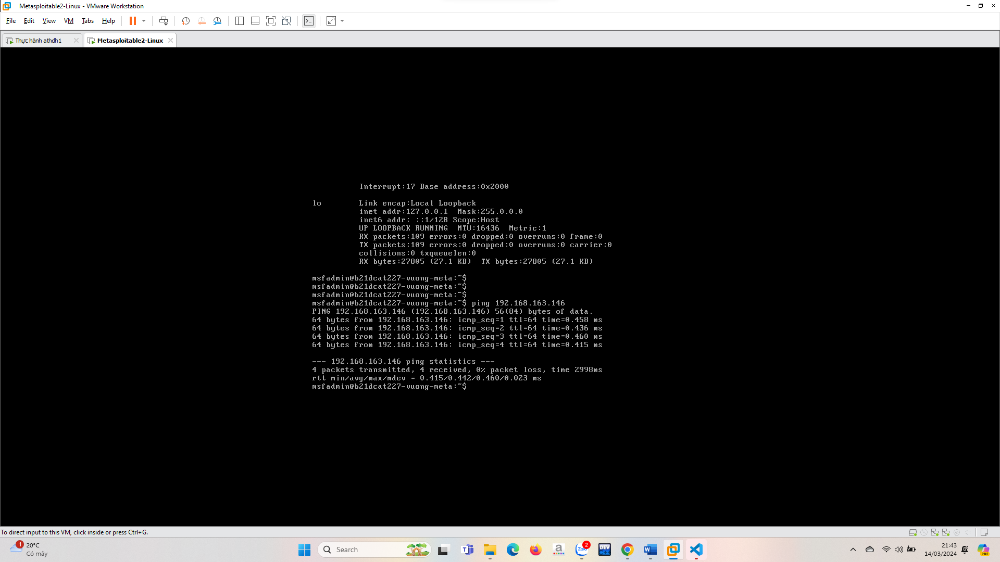 Metasploitable2-Linux - VMware Workstation
File Edit View VM Tabs Help
Thực hành athdh1 Metasploitable2-Linux
Interrupt:17 Base address:0x2000
lo Link encap:Local Loopback
inet addr:127.0.0.1 Mask:255.0.0.0
inet6 addr: ::1/128 Scope:Host
UP LOOPBACK RUNNING MTU:16436 Metric:1
RX packets:109 errors:0 dropped:0 overruns:0 frame:0
TX packets:109 errors:0 dropped:0 overruns:0 carrier:0
collisions:0 txqueuelen:0
RX bytes:27805 (27.1 KB) TX bytes:27805 (27.1 KB)
msfadmin@b21dcat227-vuong-meta:~$
msfadmin@b21dcat227-vuong-meta:~$
msfadmin@b21dcat227-vuong-meta:~$
msfadmin@b21dcat227-vuong-meta:~$ ping 192.168.163.146
PING 192.168.163.146 (192.168.163.146) 56(84) bytes of data.
64 bytes from 192.168.163.146: icmp_seq=1 ttl=64 time=0.458 ms
64 bytes from 192.168.163.146: icmp_seq=2 ttl=64 time=0.436 ms
64 bytes from 192.168.163.146: icmp_seq=3 ttl=64 time=0.460 ms
64 bytes from 192.168.163.146: icmp_seq=4 ttl=64 time=0.415 ms
--- 192.168.163.146 ping statistics ---
4 packets transmitted, 4 received, 0% packet loss, time 2998ms
rtt min/avg/max/mdev = 0.415/0.442/0.460/0.023 ms
msfadmin@b21dcat227-vuong-meta:~$
To direct input to this VM, click inside or press Ctrl+G.
1
20°C
Có mây
Search
T
a
Zalo
2
DEV
W
21:43
14/03/2024
PRE